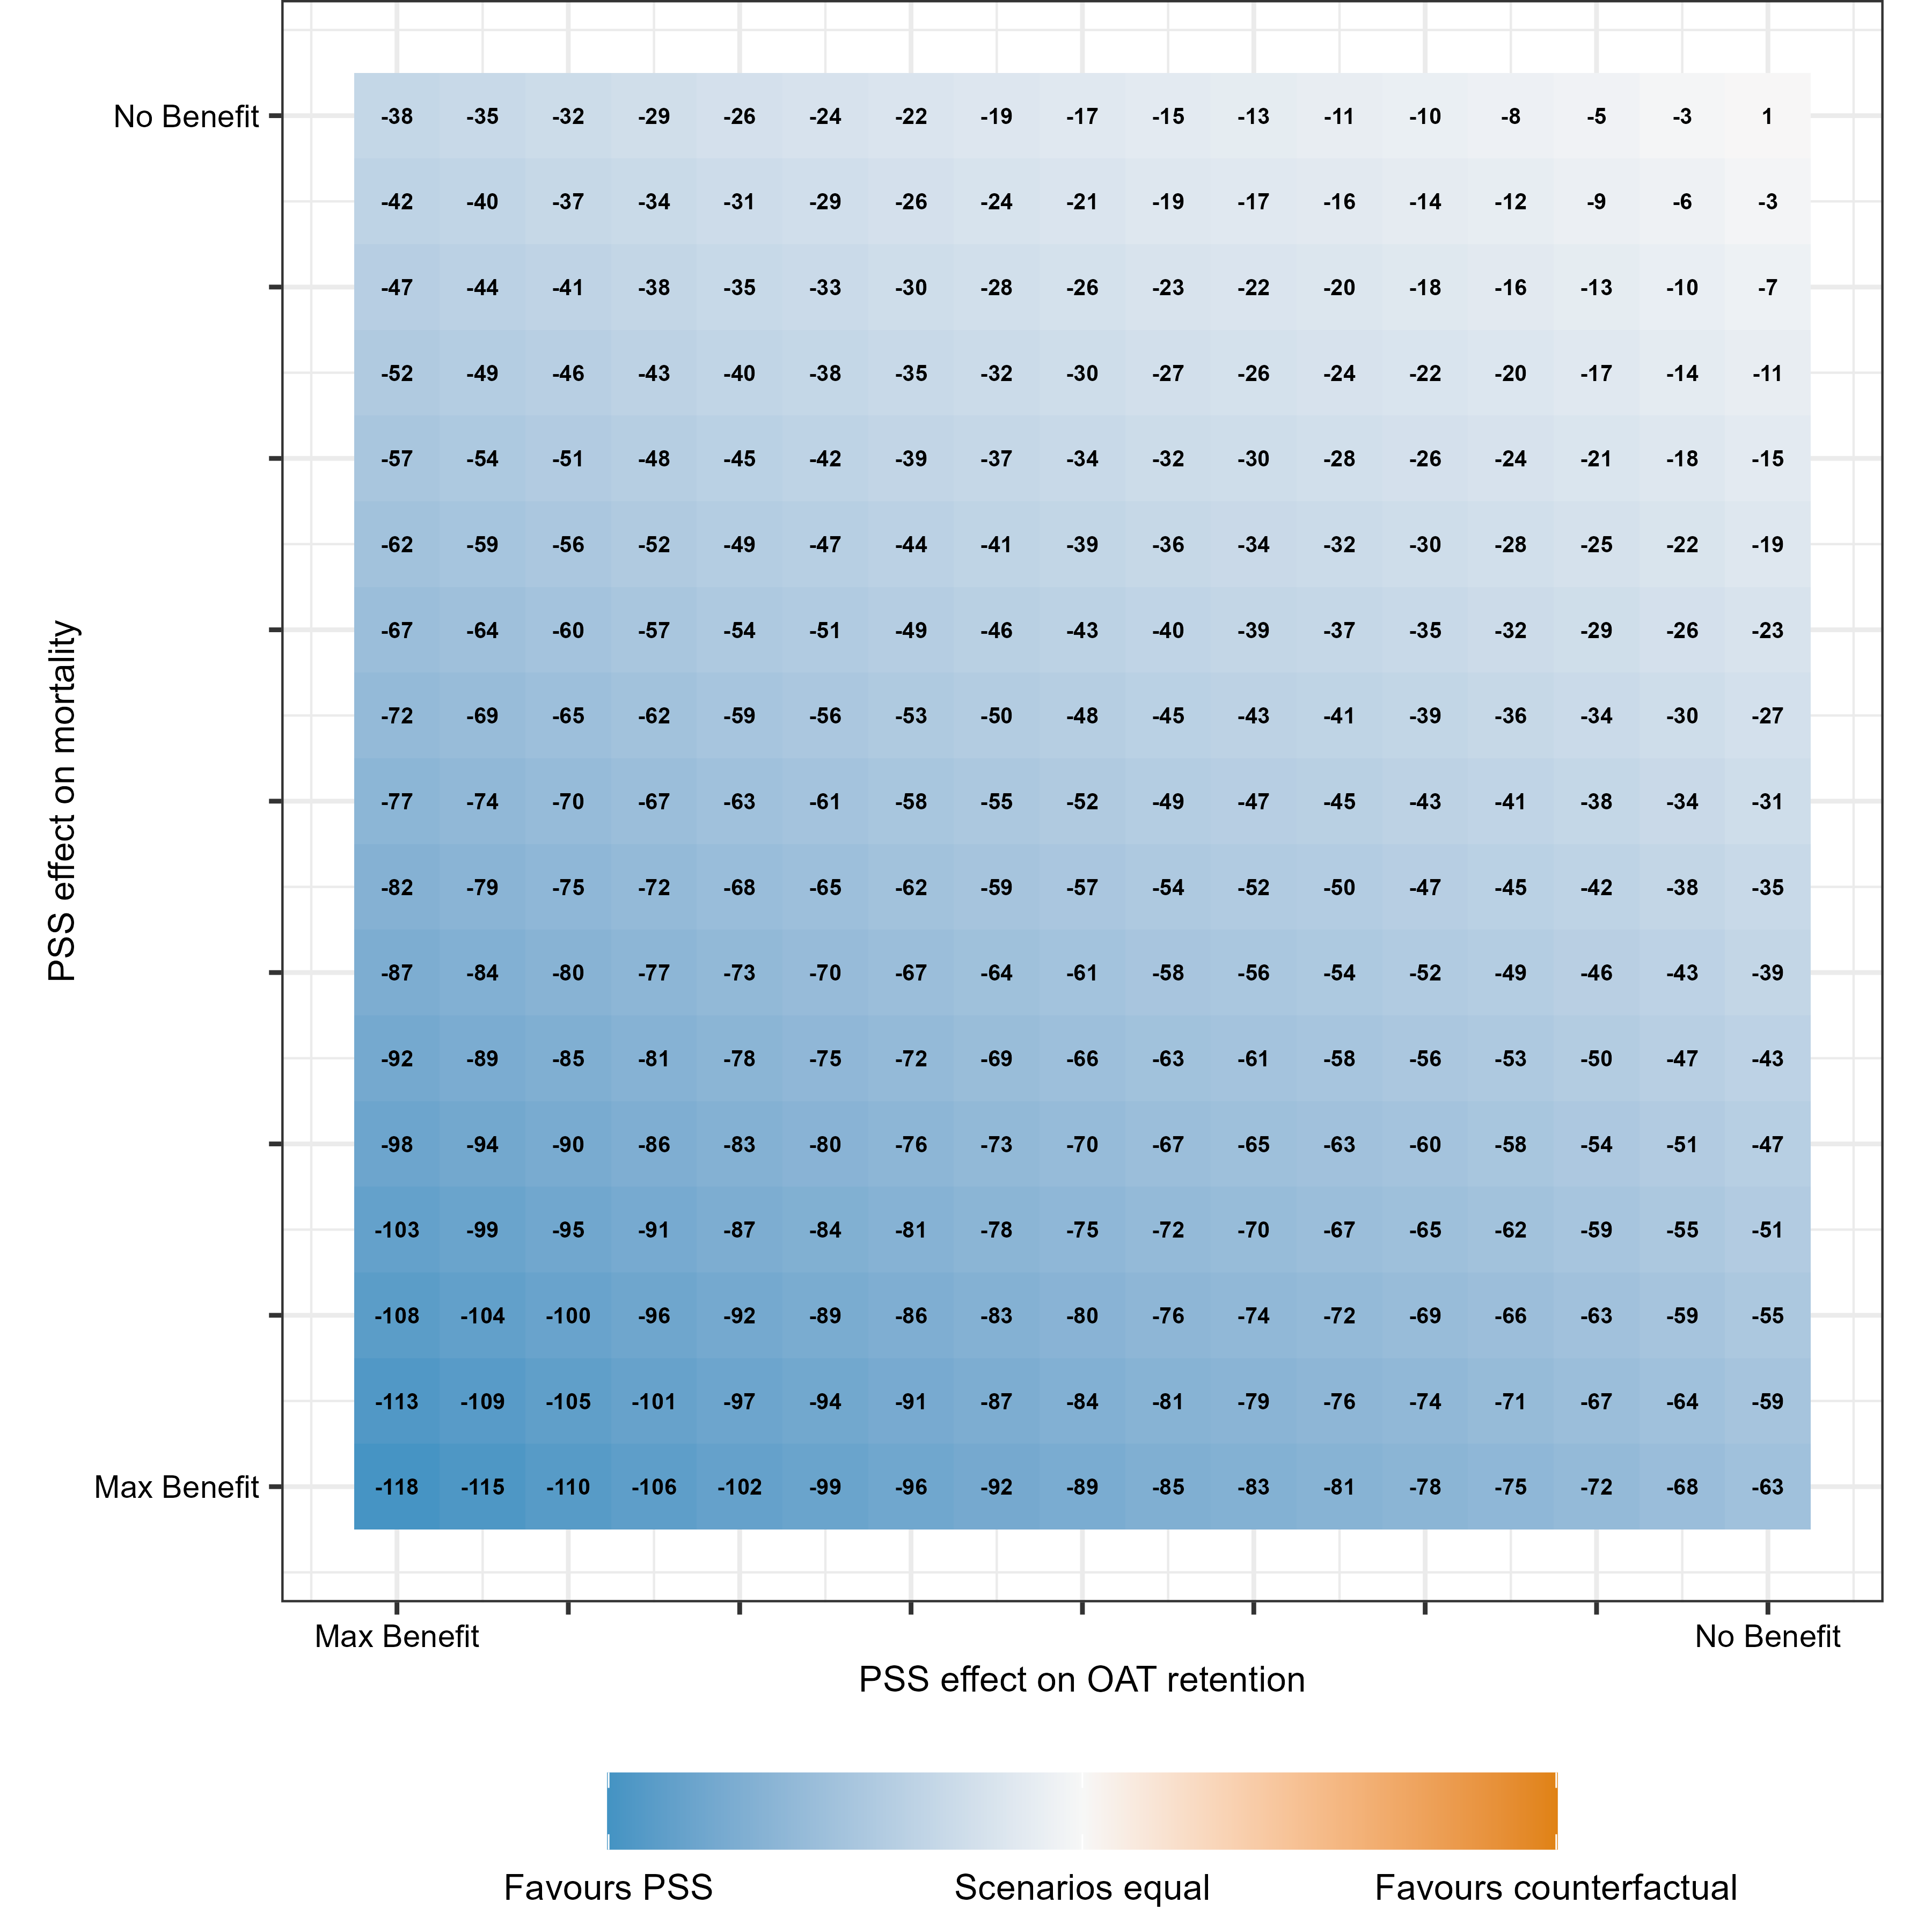 No Benefit -38 -35 -32 -29 -26 -24 -22 -19 -17 -15 -13 -11 -10 -8 -5 -3 1
-42 -40 -37 -34 -31 -29 -26 -24 -21 -19 -17 -16 -14 -12 -9 -6 -3
-47 -44 -41 -38 -35 -33 -30 -28 -26 -23 -22 -20 -18 -16 -13 -10 -7
-52 -49 -46 -43 -40 -38 -35 -32 -30 -27 -26 -24 -22 -20 -17 -14 -11
-57 -54 -51 -48 -45 -42 -39 -37 -34 -32 -30 -28 -26 -24 -21 -18 -15
-62 -59 -56 -52 -49 -47 -44 -41 -39 -36 -34 -32 -30 -28 -25 -22 -19
-67 -64 -60 -57 -54 -51 -49 -46 -43 -40 -39 -37 -35 -32 -29 -26 -23
-72 -69 -65 -62 -59 -56 -53 -50 -48 -45 -43 -41 -39 -36 -34 -30 -27
PSS effect on mortality
-77 -74 -70 -67 -63 -61 -58 -55 -52 -49 -47 -45 -43 -41 -38 -34 -31
-82 -79 -75 -72 -68 -65 -62 -59 -57 -54 -52 -50 -47 -45 -42 -38 -35
-87 -84 -80 -77 -73 -70 -67 -64 -61 -58 -56 -54 -52 -49 -46 -43 -39
-92 -89 -85 -81 -78 -75 -72 -69 -66 -63 -61 -58 -56 -53 -50 -47 -43
-98 -94 -90 -86 -83 -80 -76 -73 -70 -67 -65 -63 -60 -58 -54 -51 -47
-103 -99 -95 -91 -87 -84 -81 -78 -75 -72 -70 -67 -65 -62 -59 -55 -51
-108 -104 -100 -96 -92 -89 -86 -83 -80 -76 -74 -72 -69 -66 -63 -59 -55
-113 -109 -105 -101 -97 -94 -91 -87 -84 -81 -79 -76 -74 -71 -67 -64 -59
Max Benefit -118 -115 -110 -106 -102 -99 -96 -92 -89 -85 -83 -81 -78 -75 -72 -68 -63
Max Benefit No Benefit
PSS effect on OAT retention
Favours PSS Scenarios equal Favours counterfactual